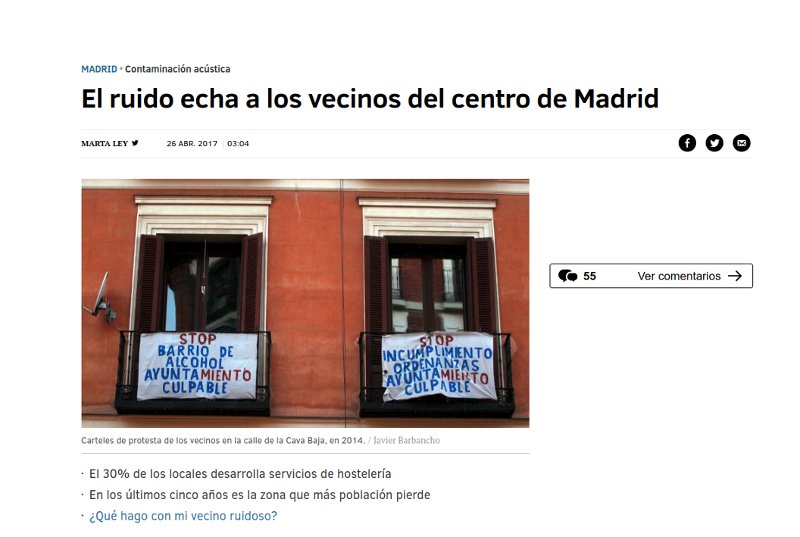 MADRID • Contaminación acústica
El ruido echa a los vecinos del centro de Madrid
MARTA LEY
26 ABR. 2017 | 03:04
STOP
BARRIO DE
ALCOHOL
AYUNTAMIENTO
CULPABLE
STOP
INCUMPLIMIENTO
ORDENANZAS
AYUNTAMIENTO
CULPABLE
55 Ver comentarios
Carteles de protesta de los vecinos en la calle de la Cava Baja, en 2014. / Javier Barbancho
· El 30% de los locales desarrolla servicios de hostelería
· En los últimos cinco años es la zona que más población pierde
· ¿Qué hago con mi vecino ruidoso?